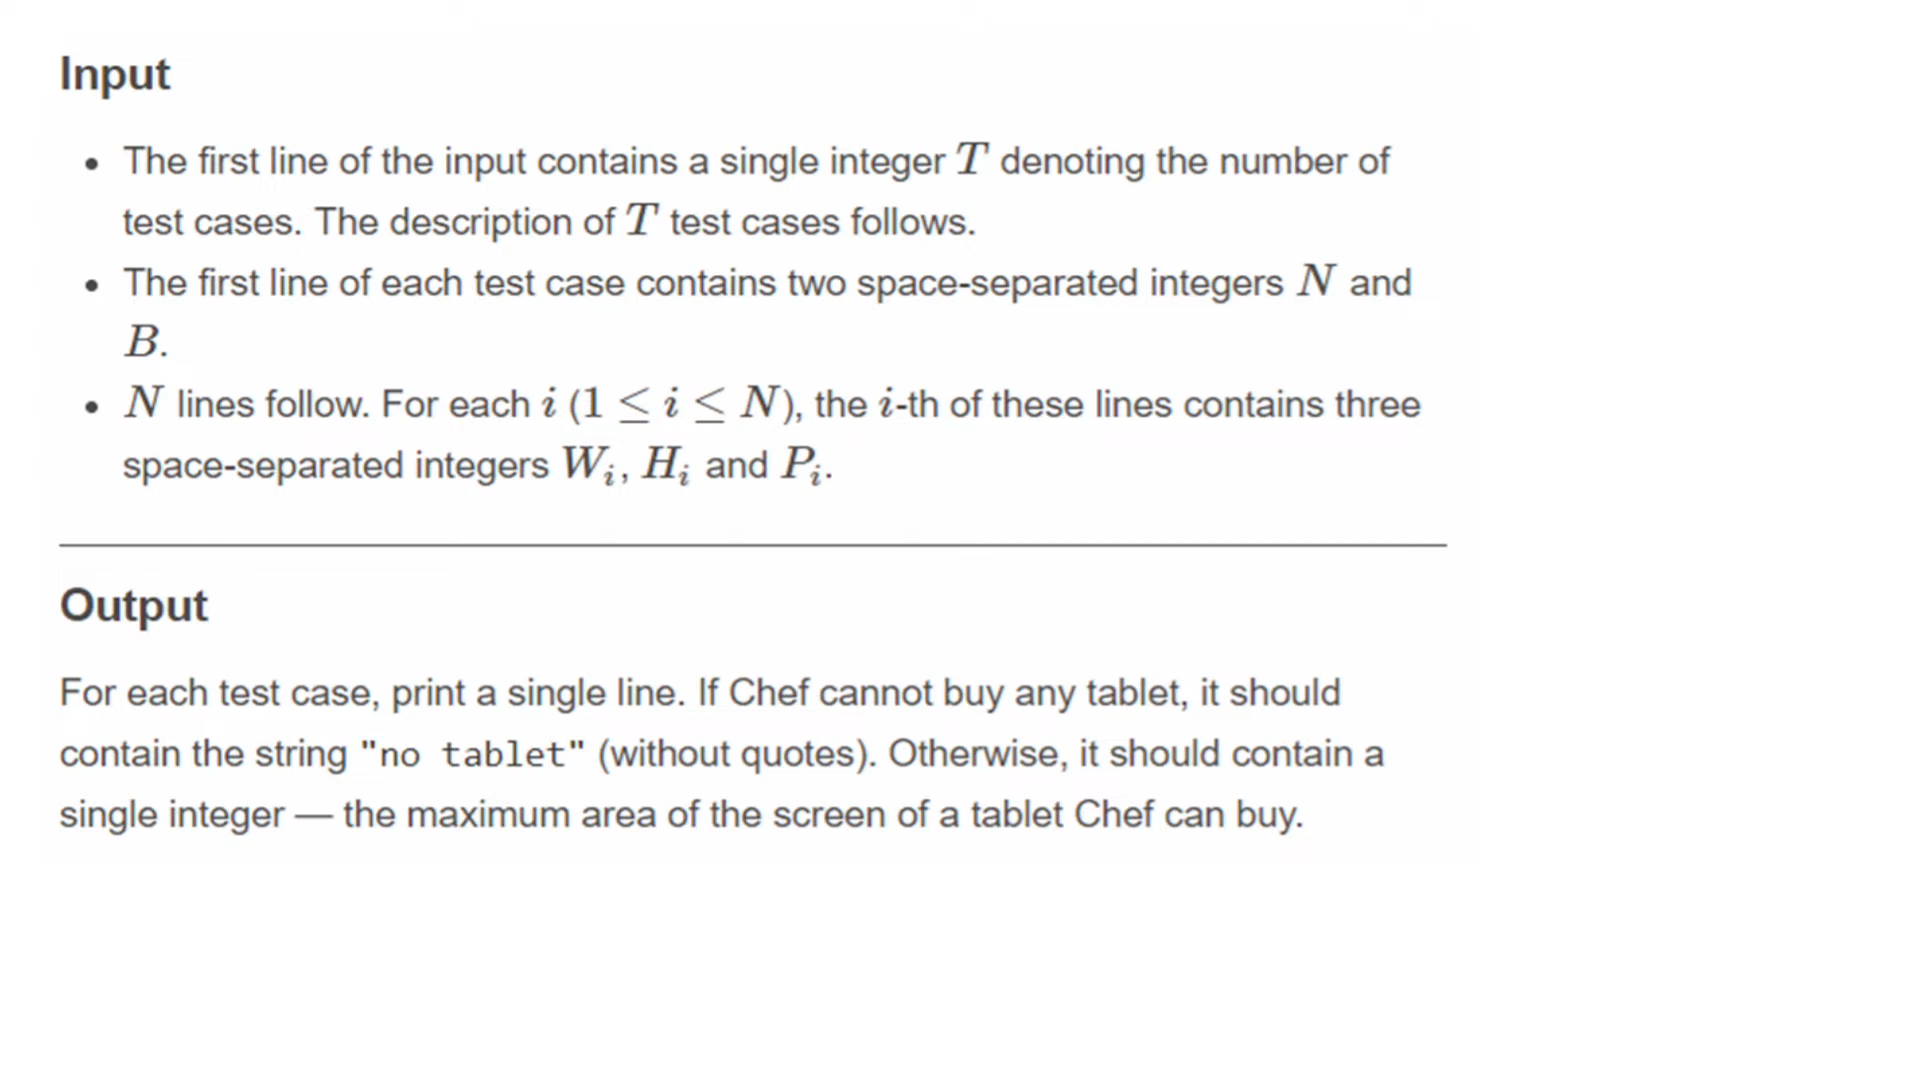 Input
• The first line of the input contains a single integer T denoting the number of
test cases. The description of T test cases follows.
• The first line of each test case contains two space-separated integers N and
B.
• N lines follow. For each i (1 ≤ i ≤ N), the i-th of these lines contains three
space-separated integers Wᵢ, Hᵢ and Pᵢ.
Output
For each test case, print a single line. If Chef cannot buy any tablet, it should
contain the string "no tablet" (without quotes). Otherwise, it should contain a
single integer — the maximum area of the screen of a tablet Chef can buy.